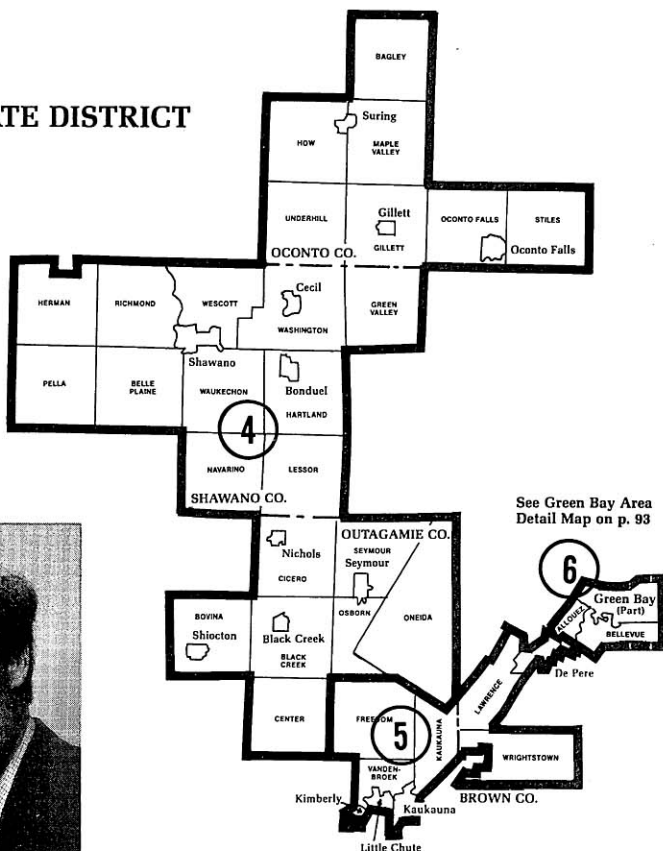 TE DISTRICT
BAGLEY
Suring
HOW
MAPLE
VALLEY
UNDERHILL
Gillett
GILLETT
OCONTO FALLS
STILES
Oconto Falls
OCONTO CO.
HERMAN
RICHMOND
WESCOTT
Cecil
WASHINGTON
GREEN
VALLEY
Shawano
PELLA
BELLE
PLAINE
WAUKECHON
Bonduel
HARTLAND
4
NAVARINO
LESSOR
SHAWANO CO.
See Green Bay Area
Detail Map on p. 93
OUTAGAMIE CO.
Nichols
SEYMOUR
Seymour
CICERO
6
Green Bay
(Part)
ALLOUEZ
BELLEVUE
BOVINA
Shiocton
Black Creek
BLACK
CREEK
OSBORN
ONEIDA
De Pere
LAWRENCE
CENTER
FREEDOM
5
KAUKAUNA
WRIGHTSTOWN
VANDEN-
BROEK
BROWN CO.
Kimberly
Kaukauna
Little Chute